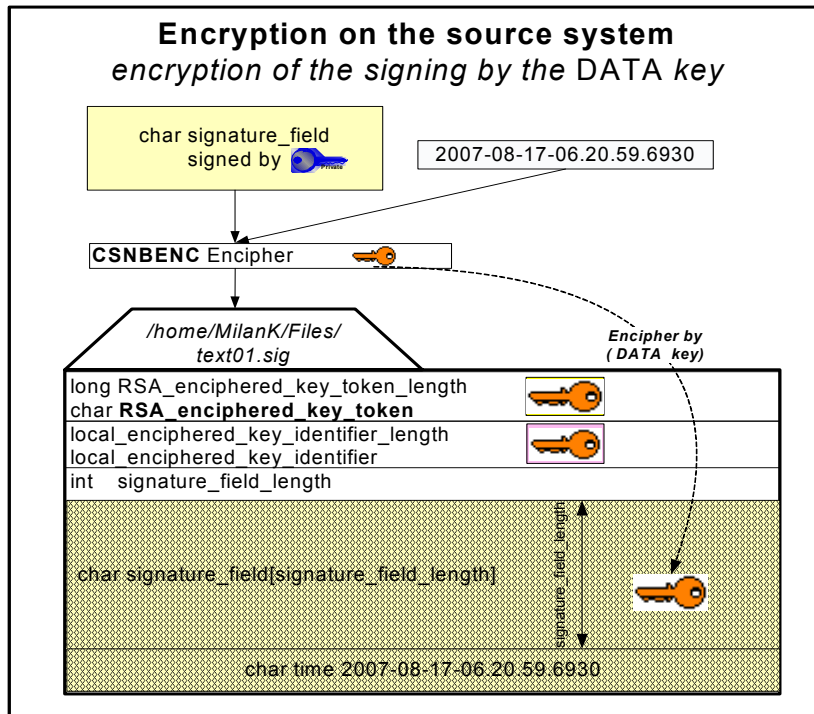 Encryption on the source system
encryption of the signing by the DATA key
char signature_field
signed by
Private
2007-08-17-06.20.59.6930
CSNBENC Encipher
/home/MilanK/Files/
text01.sig
Encipher by
( DATA key)
long RSA_enciphered_key_token_length
char RSA_enciphered_key_token
local_enciphered_key_identifier_length
local_enciphered_key_identifier
int signature_field_length
signature_field_length
char signature_field[signature_field_length]
char time 2007-08-17-06.20.59.6930